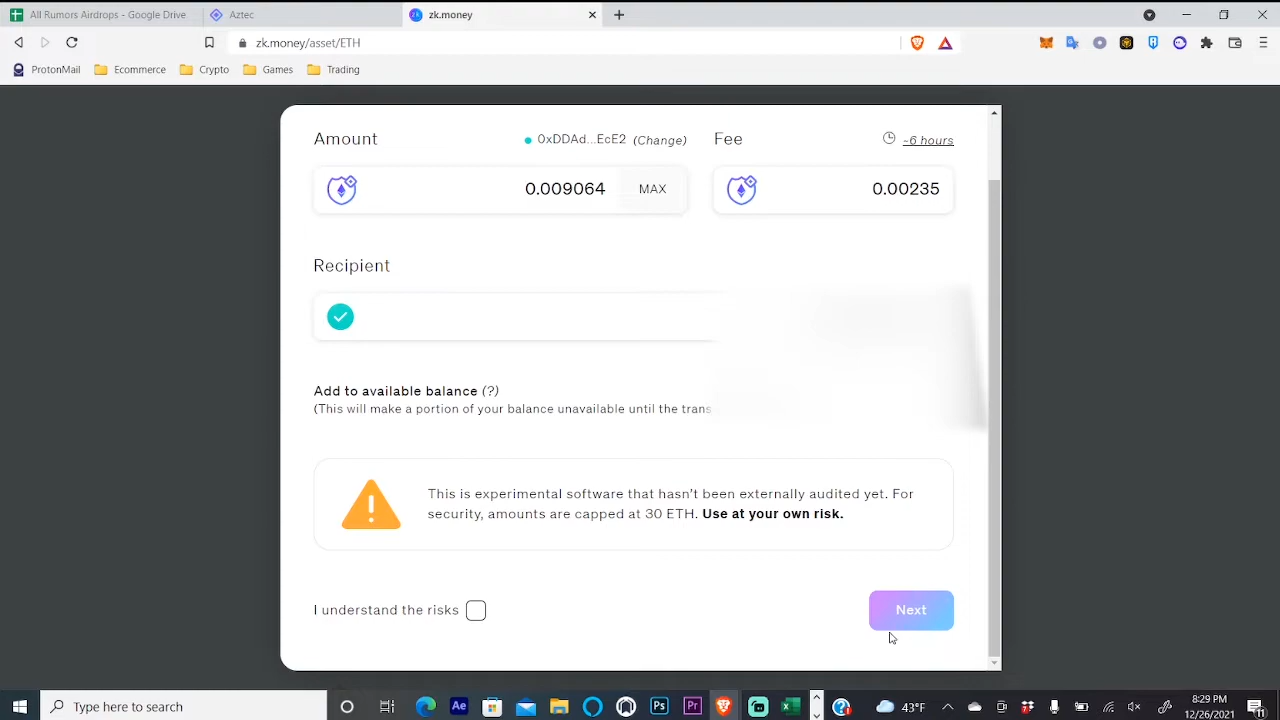 All Rumors Airdrops - Google Drive
Aztec
zk.money
zk.money/asset/ETH
ProtonMail
Ecommerce
Crypto
Games
Trading
Amount
0xDDAd...EcE2 (Change)
Fee
~6 hours
0.009064
MAX
0.00235
Recipient
Add to available balance (?)
(This will make a portion of your balance unavailable until the trans
This is experimental software that hasn't been externally audited yet. For
security, amounts are capped at 30 ETH. Use at your own risk.
I understand the risks
Next
Type here to search
Ae
Ps
Pr
43°F
8:29 PM
12/26/2021